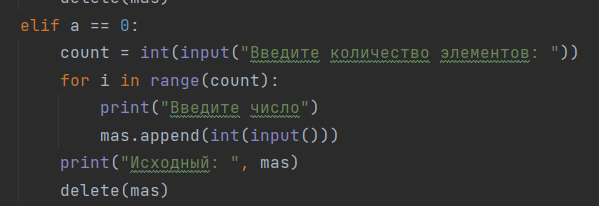 delete(mas)
elif a == 0:
count = int(input("Введите количество элементов: "))
for i in range(count):
print("Введите число")
mas.append(int(input()))
print("Исходный: ", mas)
delete(mas)